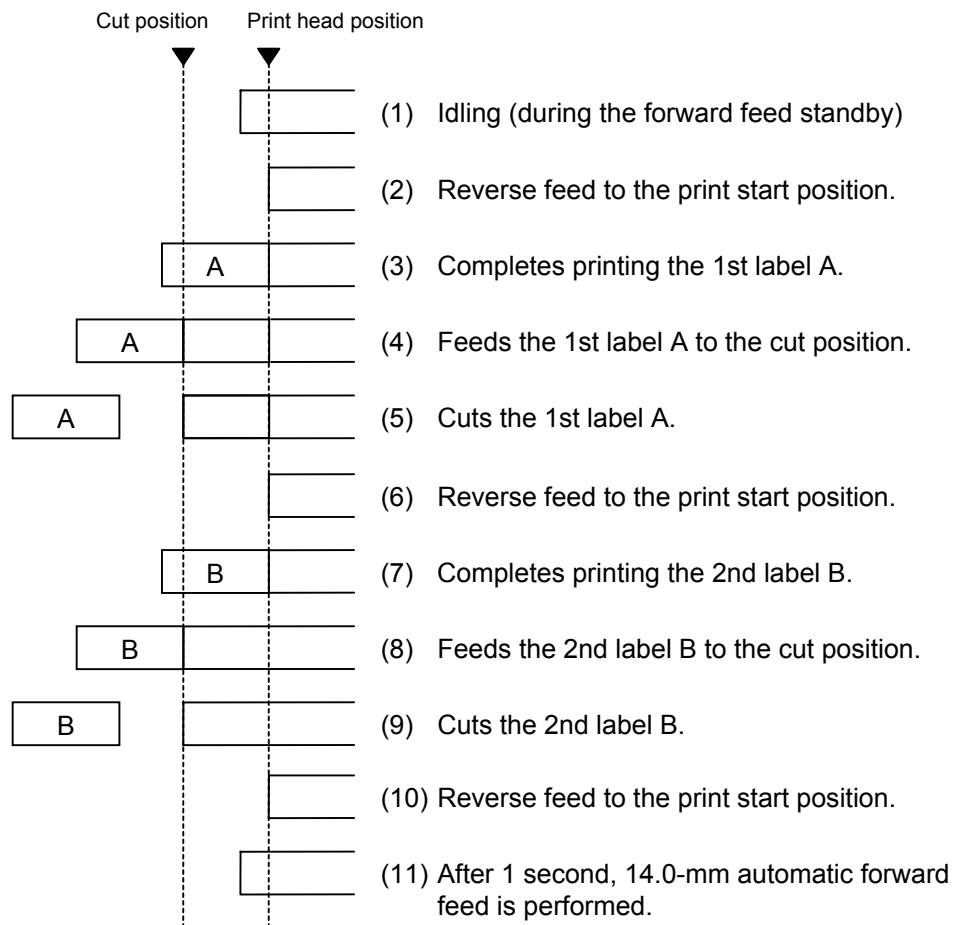 Cut position Print head position
(1) Idling (during the forward feed standby)
(2) Reverse feed to the print start position.
A (3) Completes printing the 1st label A.
A (4) Feeds the 1st label A to the cut position.
A (5) Cuts the 1st label A.
(6) Reverse feed to the print start position.
B (7) Completes printing the 2nd label B.
B (8) Feeds the 2nd label B to the cut position.
B (9) Cuts the 2nd label B.
(10) Reverse feed to the print start position.
(11) After 1 second, 14.0-mm automatic forward
feed is performed.